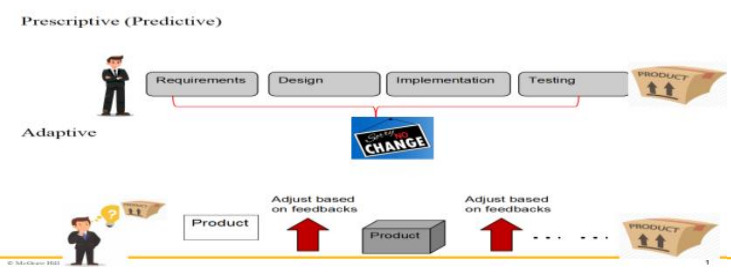 Prescriptive (Predictive)
Requirements
Design
Implementation
Testing
PRODUCT
Sorry NO
CHANGE
Adaptive
Product
Adjust based
on feedbacks
Product
Adjust based
on feedbacks
PRODUCT
© McGraw Hill
1